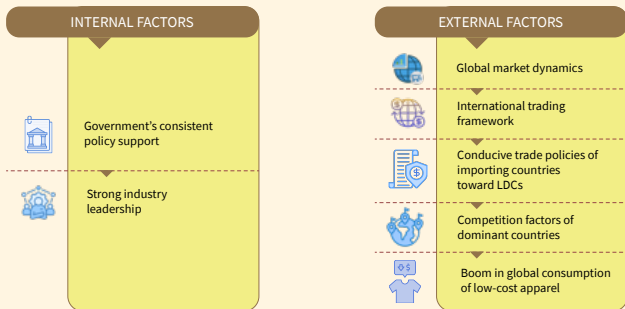 INTERNAL FACTORS
Government's consistent
policy support
Strong industry
leadership
EXTERNAL FACTORS
Global market dynamics
International trading
framework
Conducive trade policies of
importing countries
toward LDCs
Competition factors of
dominant countries
Boom in global consumption
of low-cost apparel